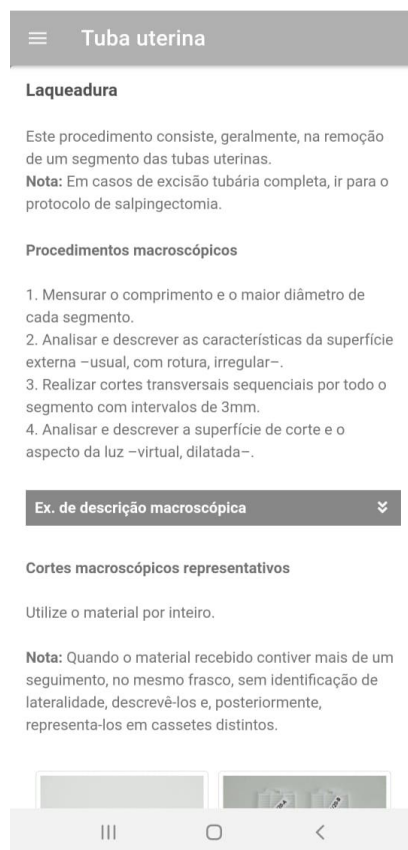 Tuba uterina
Laqueadura
Este procedimento consiste, geralmente, na remoção
de um segmento das tubas uterinas.
Nota: Em casos de excisão tubária completa, ir para o
protocolo de salpingectomia.
Procedimentos macroscópicos
1. Mensurar o comprimento e o maior diâmetro de
cada segmento.
2. Analisar e descrever as características da superfície
externa –usual, com rotura, irregular–.
3. Realizar cortes transversais sequenciais por todo o
segmento com intervalos de 3mm.
4. Analisar e descrever a superfície de corte e o
aspecto da luz –virtual, dilatada–.
Ex. de descrição macroscópica
Cortes macroscópicos representativos
Utilize o material por inteiro.
Nota: Quando o material recebido contiver mais de um
seguimento, no mesmo frasco, sem identificação de
lateralidade, descrevê-los e, posteriormente,
representa-los em cassetes distintos.